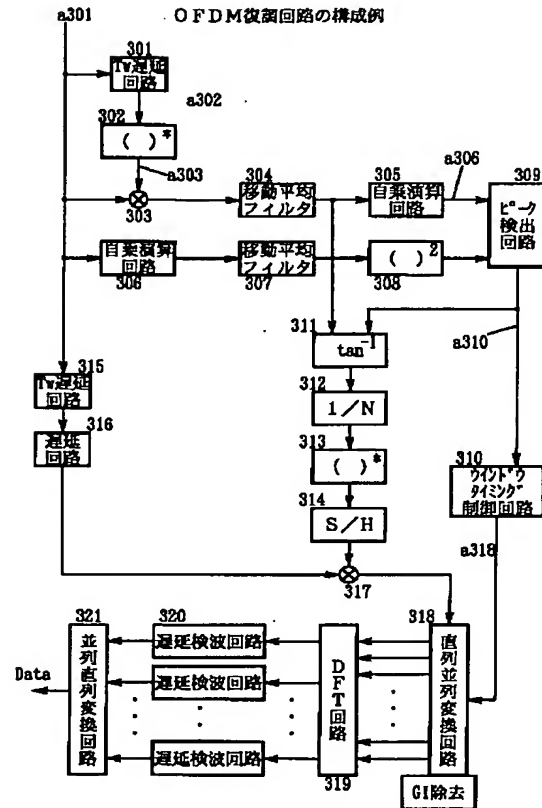 OFDM復調回路の構成例
a301
301
Tw遅延
回路
a302
302
( )*
a303
303
304
移動平均
フィルタ
305
自乗演算
回路
a306
309
ピーク
検出
回路
自乗演算
回路
306
移動平均
フィルタ
307
( )²
308
311
tan⁻¹
a310
315
Tw遅延
回路
312
1/N
316
遅延
回路
313
( )*
310
ウインドウ
タイミング
制御回路
314
S/H
a318
317
321
並列直列変換回路
320
遅延検波回路
遅延検波回路
遅延検波回路
DFT回路
319
318
直列並列変換回路
Data
GI除去